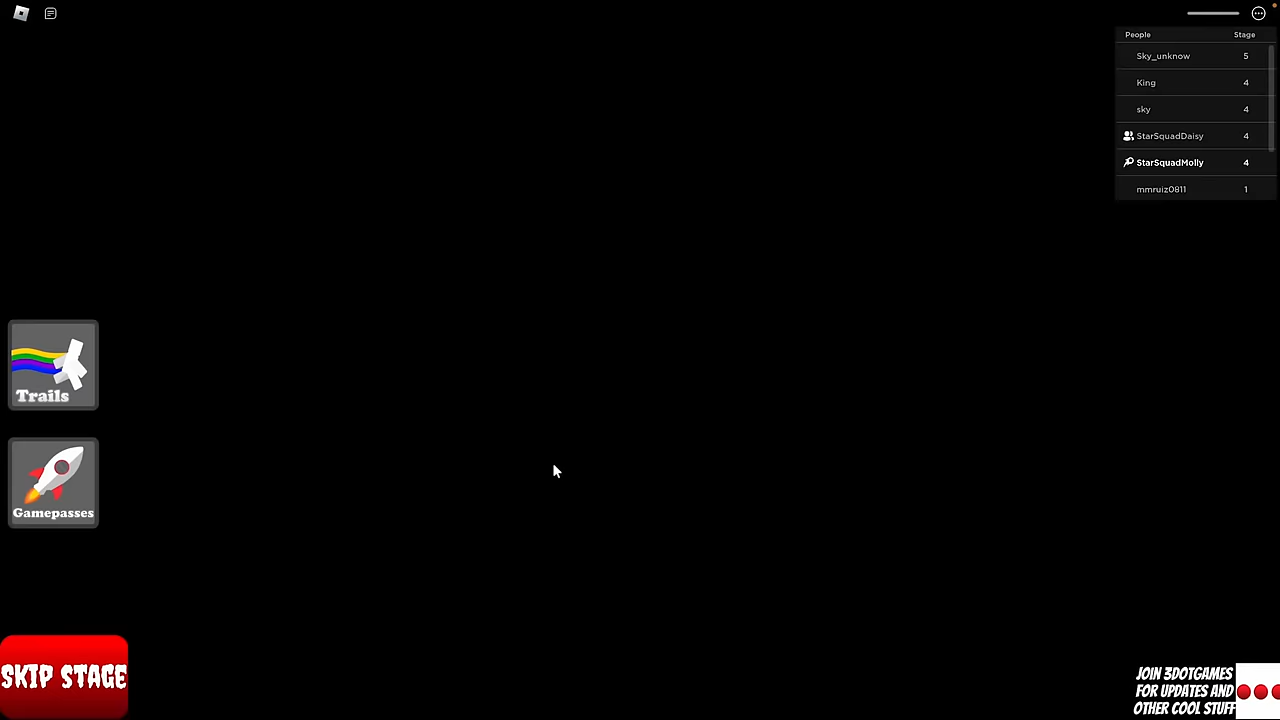 People Stage
Sky_unknow 5
King 4
sky 4
StarSquadDaisy 4
StarSquadMolly 4
mmruiz0811 1
Trails
Gamepasses
SKIP STAGE
JOIN 3DOTGAMES
FOR UPDATES AND
OTHER COOL STUFF